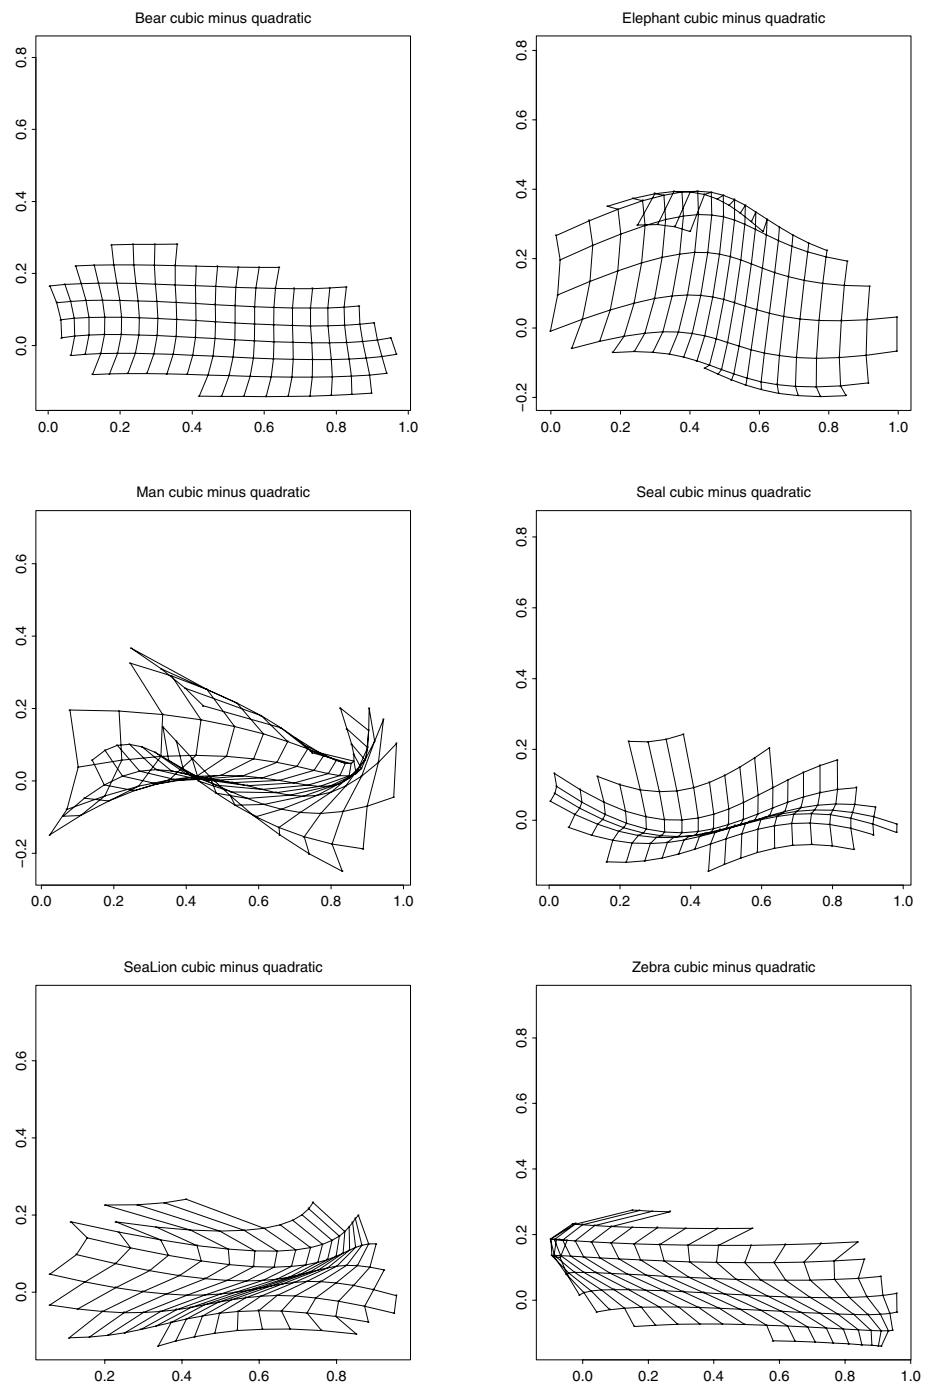 Bear cubic minus quadratic
0.8
0.6
0.4
0.2
0.0
0.0 0.2 0.4 0.6 0.8 1.0
Elephant cubic minus quadratic
0.8
0.6
0.4
0.2
0.0
−0.2
0.0 0.2 0.4 0.6 0.8
Man cubic minus quadratic
0.6
0.4
0.2
0.0
−0.2
0.0 0.2 0.4 0.6 0.8 1.0
Seal cubic minus quadratic
0.8
0.6
0.4
0.2
0.0
0.0 0.2 0.4 0.6 0.8 1.0
SeaLion cubic minus quadratic
0.6
0.4
0.2
0.0
0.2 0.4 0.6 0.8
Zebra cubic minus quadratic
0.8
0.6
0.4
0.2
0.0
0.0 0.2 0.4 0.6 0.8 1.0